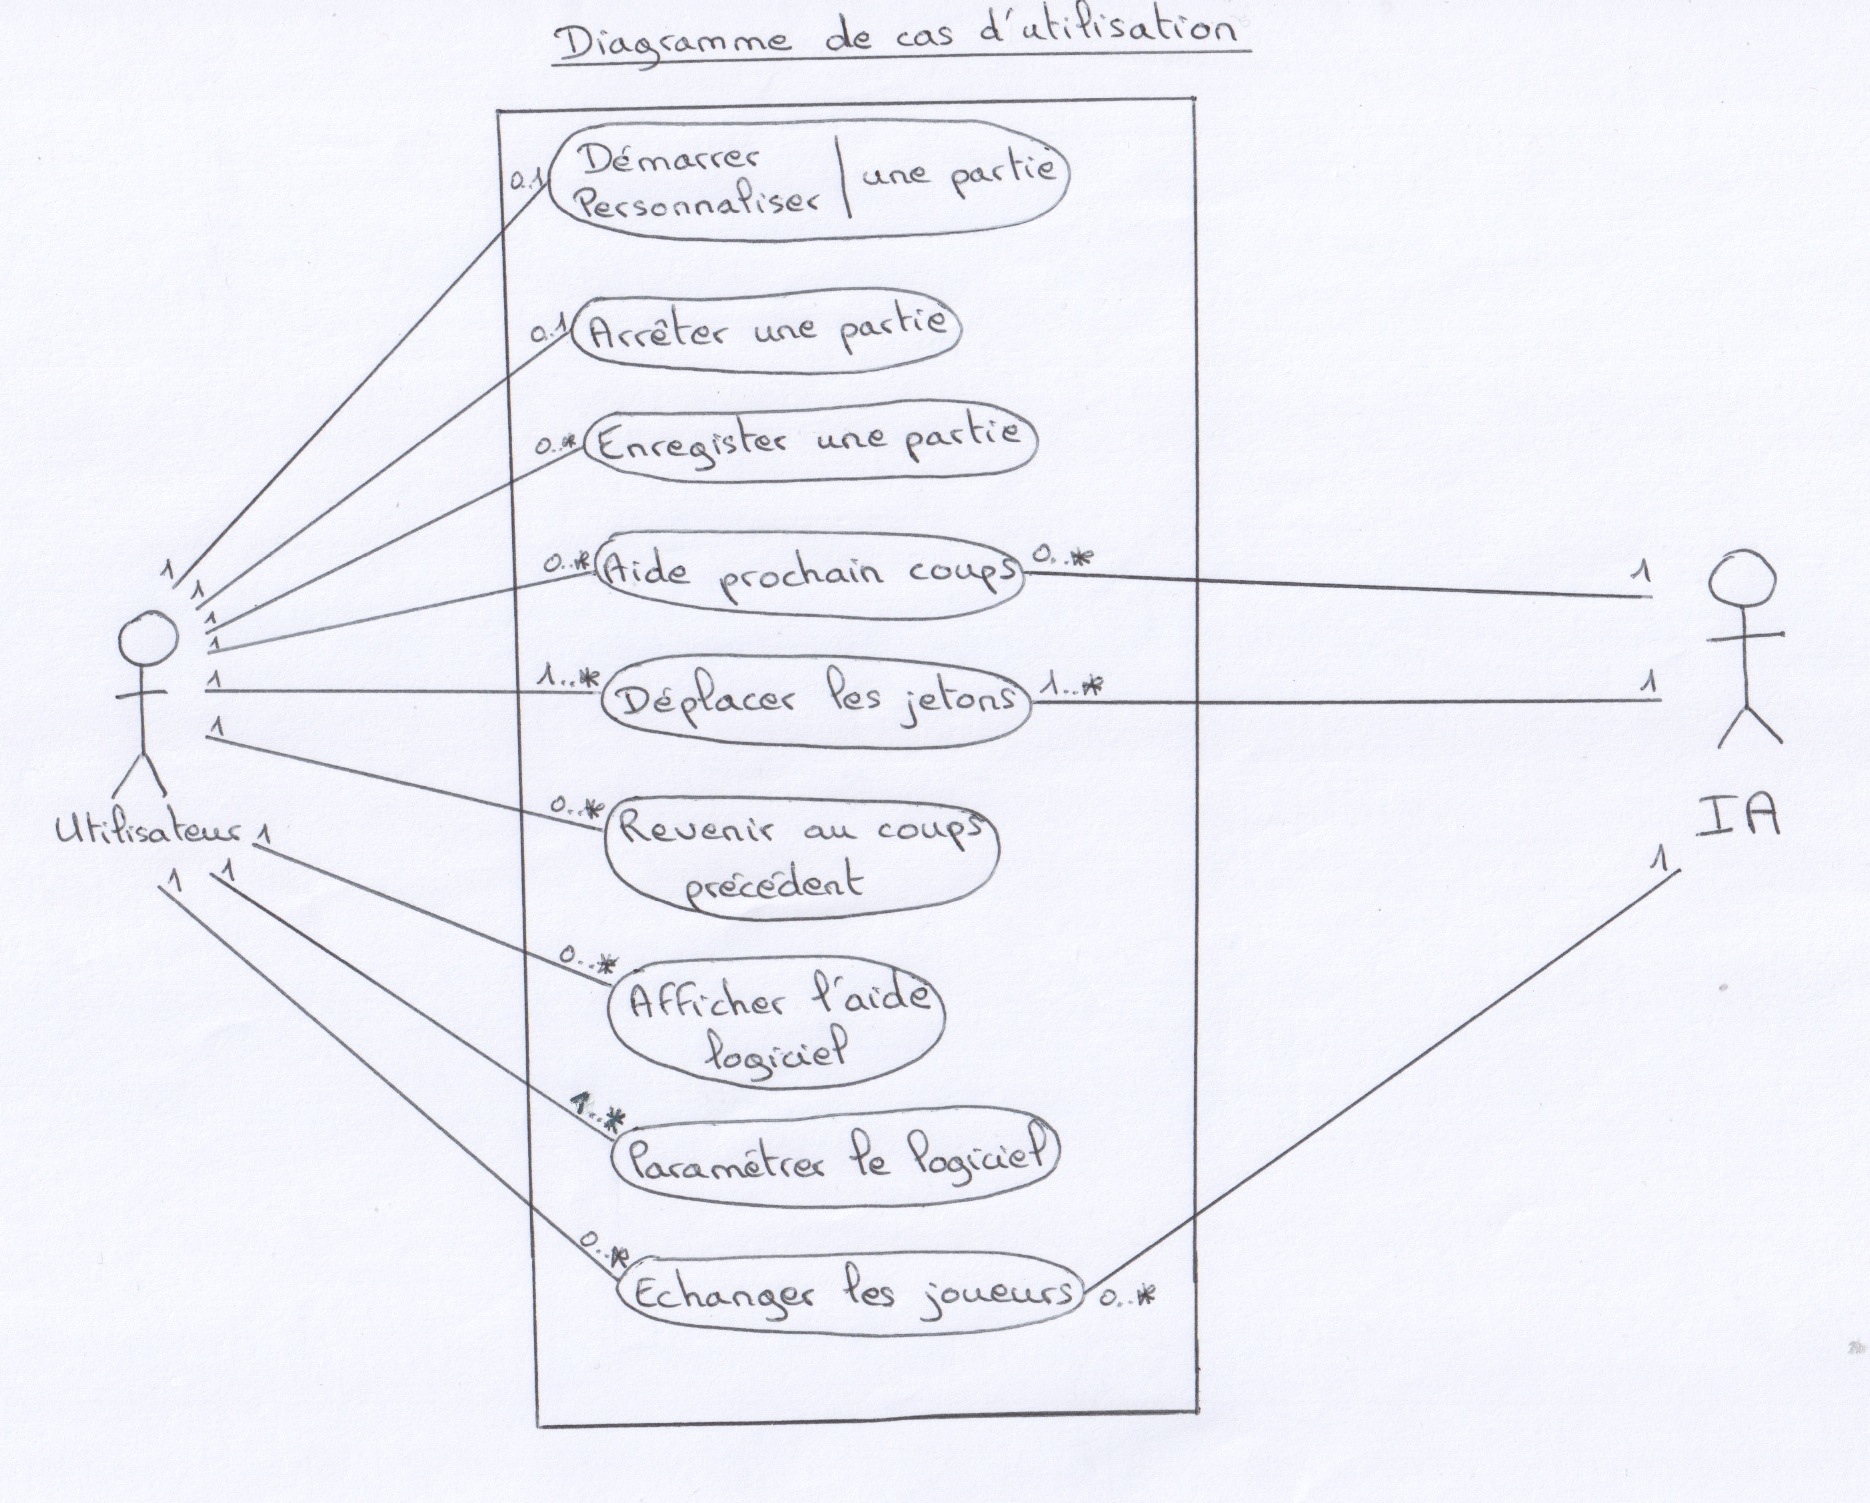 Diagramme de cas d'utilisation
0.1 Démarrer
Personnaliser | une partie
0.1 Arrêter une partie
0..* Enregister une partie
1
1
1
1
0..* Aide prochain coups 0..* 1
1 1..* Déplacer les jetons 1..* 1
1
0..* Revenir au coups
précédent
Utilisateur 1
IA
1
1 1
0..* Afficher l'aide
logiciel
1..* Paramétrer le logiciel
0..* Echanger les joueurs 0..*